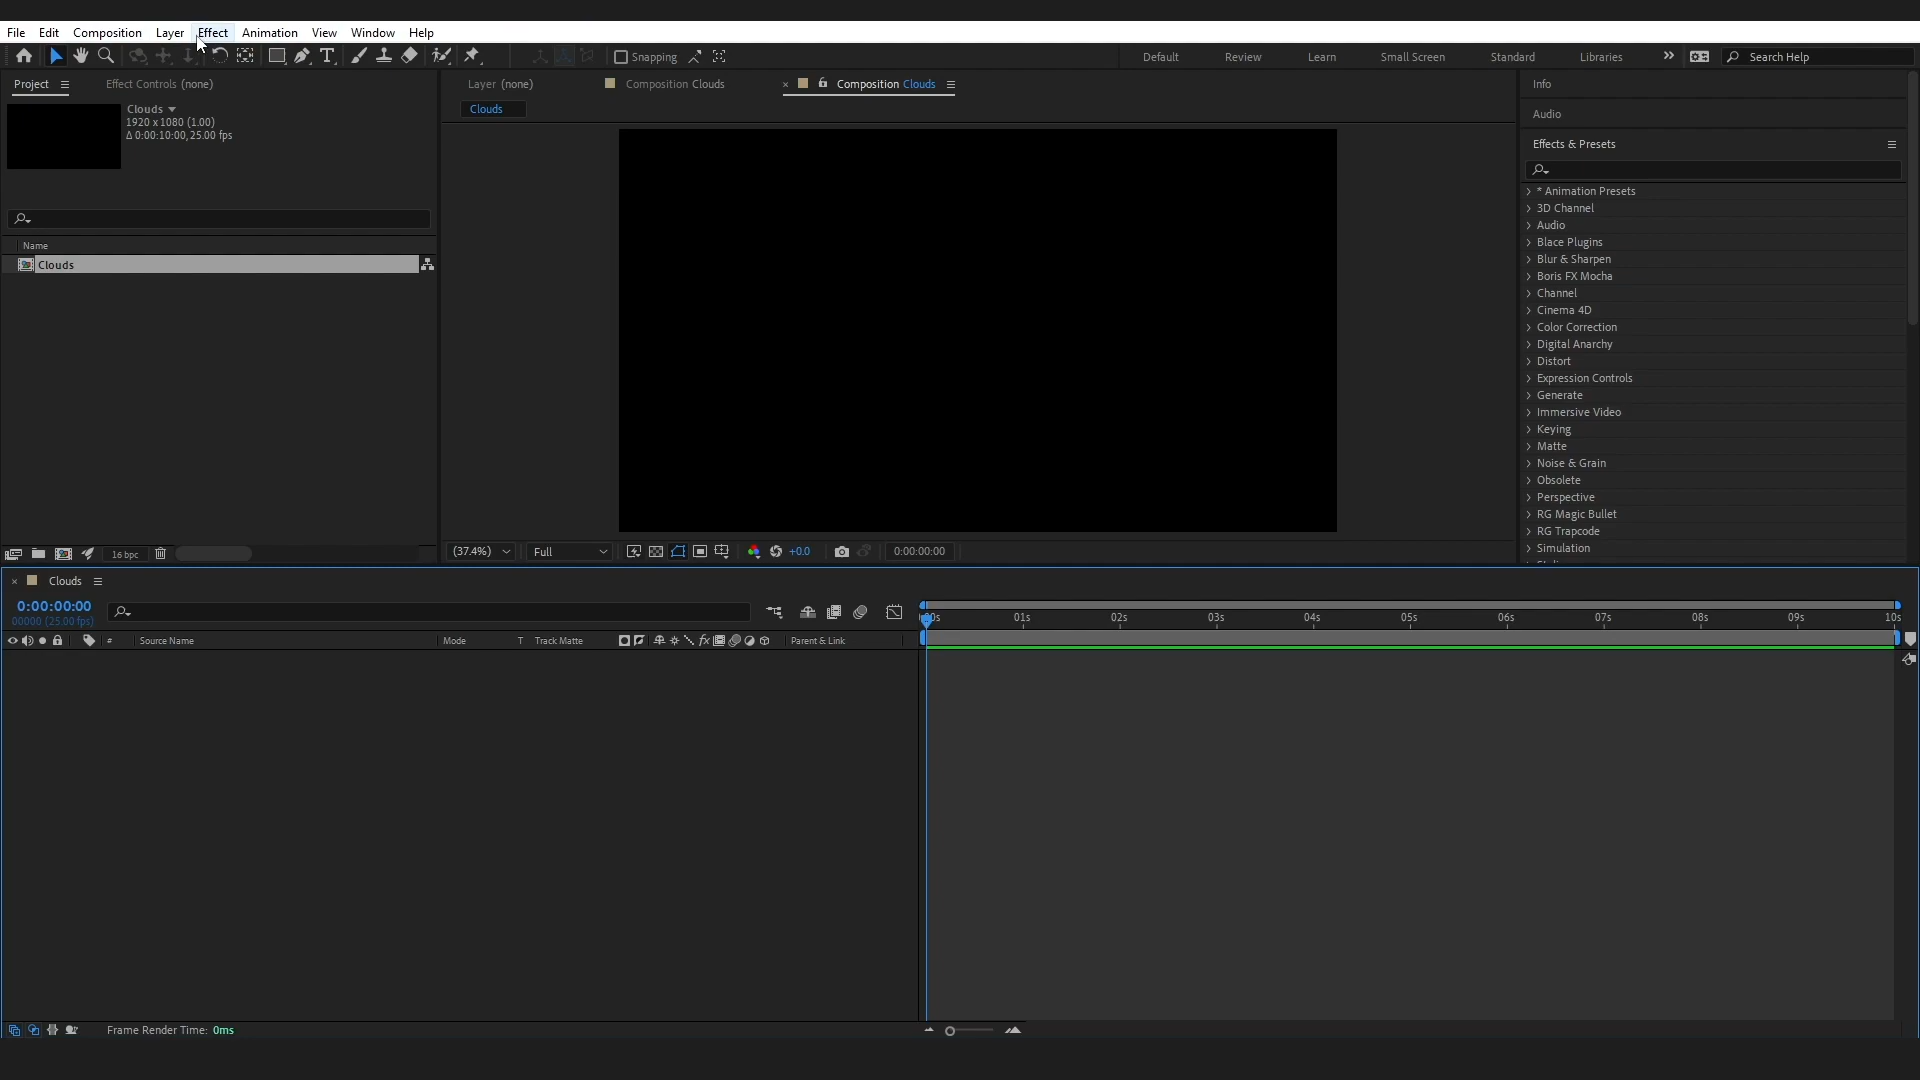 File Edit Composition Layer Effect Animation View Window Help
Snapping Default Review Learn Small Screen Standard Libraries Search Help
Project Effect Controls (none)
Clouds
1920 x 1080 (1.00)
Δ 0:00:10:00, 25.00 fps
Name
Clouds
16 bpc
Layer (none) Composition Clouds Composition Clouds
Clouds
(37.4%) Full +0.0 0:00:00:00
Info
Audio
Effects & Presets
* Animation Presets
3D Channel
Audio
Blace Plugins
Blur & Sharpen
Boris FX Mocha
Channel
Cinema 4D
Color Correction
Digital Anarchy
Distort
Expression Controls
Generate
Immersive Video
Keying
Matte
Noise & Grain
Obsolete
Perspective
RG Magic Bullet
RG Trapcode
Simulation
Clouds
0:00:00:00
00000 (25.00 fps)
01s 02s 03s 04s 05s 06s 07s 08s 09s 10s
# Source Name Mode T Track Matte fx Parent & Link
Frame Render Time: 0ms